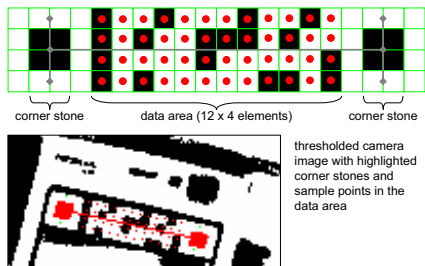 corner stone
data area (12 x 4 elements)
corner stone
thresholded camera
image with highlighted
corner stones and
sample points in the
data area